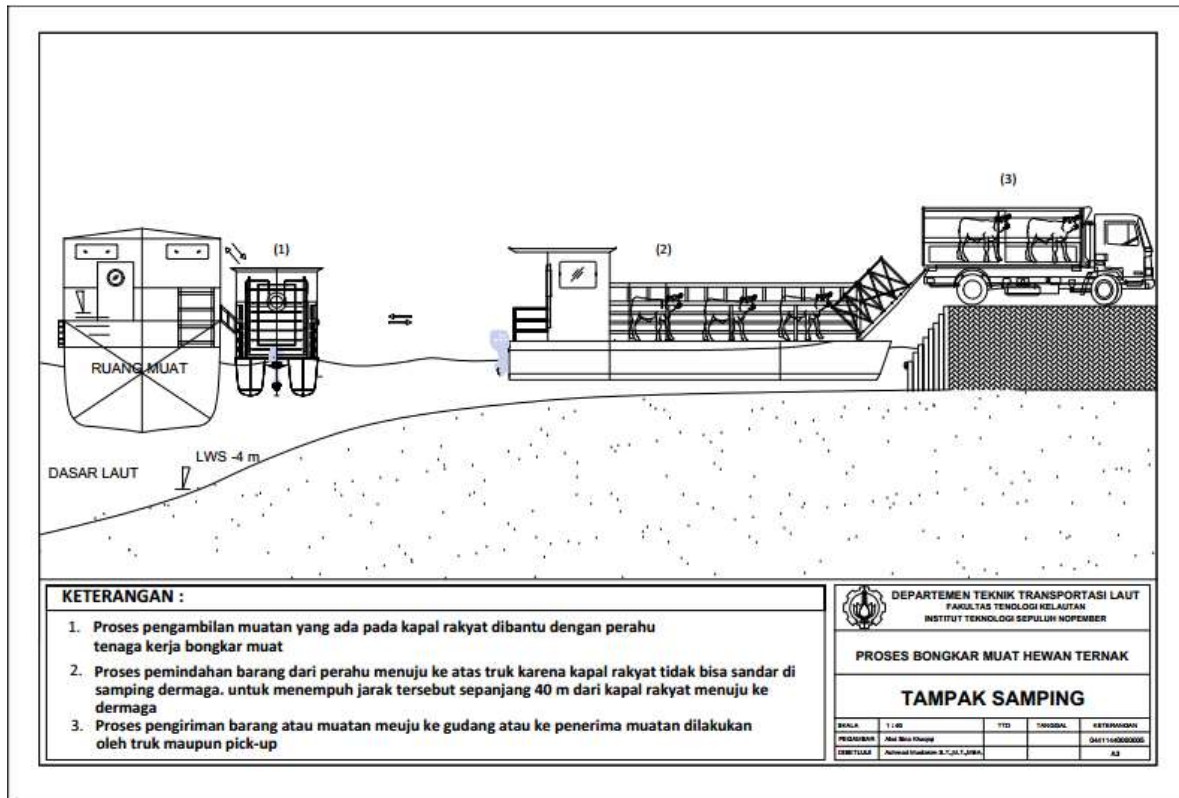 (3)
(1)
(2)
RUANG MUAT
LWS -4 m
DASAR LAUT
KETERANGAN :
1. Proses pengambilan muatan yang ada pada kapal rakyat dibantu dengan perahu
tenaga kerja bongkar muat
2. Proses pemindahan barang dari perahu menuju ke atas truk karena kapal rakyat tidak bisa sandar di
samping dermaga. untuk menempuh jarak tersebut sepanjang 40 m dari kapal rakyat menuju ke
dermaga
3. Proses pengiriman barang atau muatan meuju ke gudang atau ke penerima muatan dilakukan
oleh truk maupun pick-up
DEPARTEMEN TEKNIK TRANSPORTASI LAUT
FAKULTAS TENOLOGI KELAUTAN
INSTITUT TEKNOLOGI SEPULUH NOPEMBER
PROSES BONGKAR MUAT HEWAN TERNAK
TAMPAK SAMPING
SKALA TTD TANGGAL KETERANGAN
A3